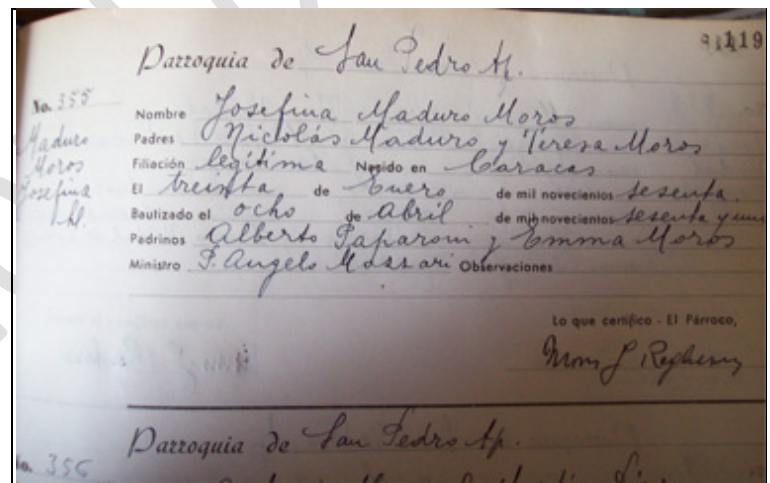 119
Parroquia de San Pedro Ap.
No. 355
Maduro
Moros
Josefina
Nombre Josefina Maduro Moros
Padres Nicolás Maduro y Teresa Moros
Filiación legítima Nacido en Caracas
El treinta de Enero de mil novecientos sesenta.
Bautizado el ocho de Abril de mil novecientos sesenta y uno
Padrinos Alberto Paparoni y Emma Moros
Ministro P. Angelo Massari Observaciones
Lo que certifico - El Párroco,
Parroquia de San Pedro Ap.
No. 356